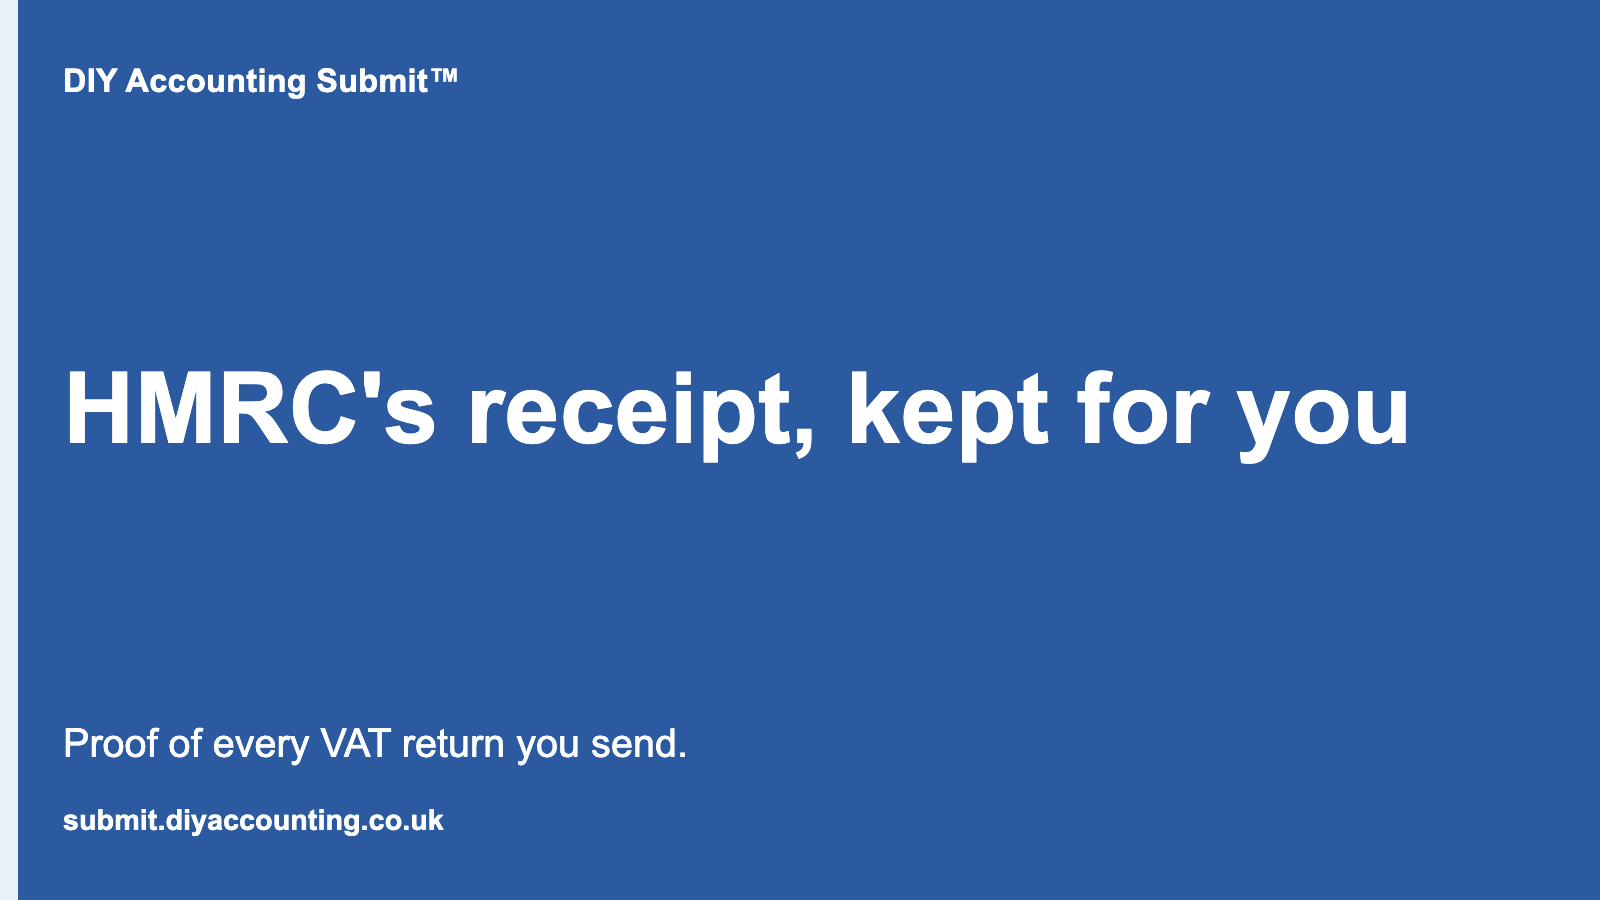 DIY Accounting Submit™
HMRC's receipt, kept for you
Proof of every VAT return you send.
submit.diyaccounting.co.uk